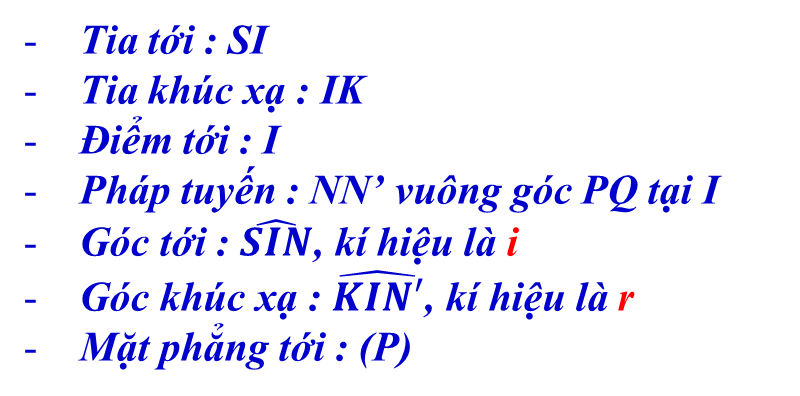 - Tia tới : SI
- Tia khúc xạ : IK
- Điểm tới : I
- Pháp tuyến : NN’ vuông góc PQ tại I
- Góc tới : \widehat{SIN}, kí hiệu là i
- Góc khúc xạ : \widehat{KIN'}, kí hiệu là r
- Mặt phẳng tới : (P)